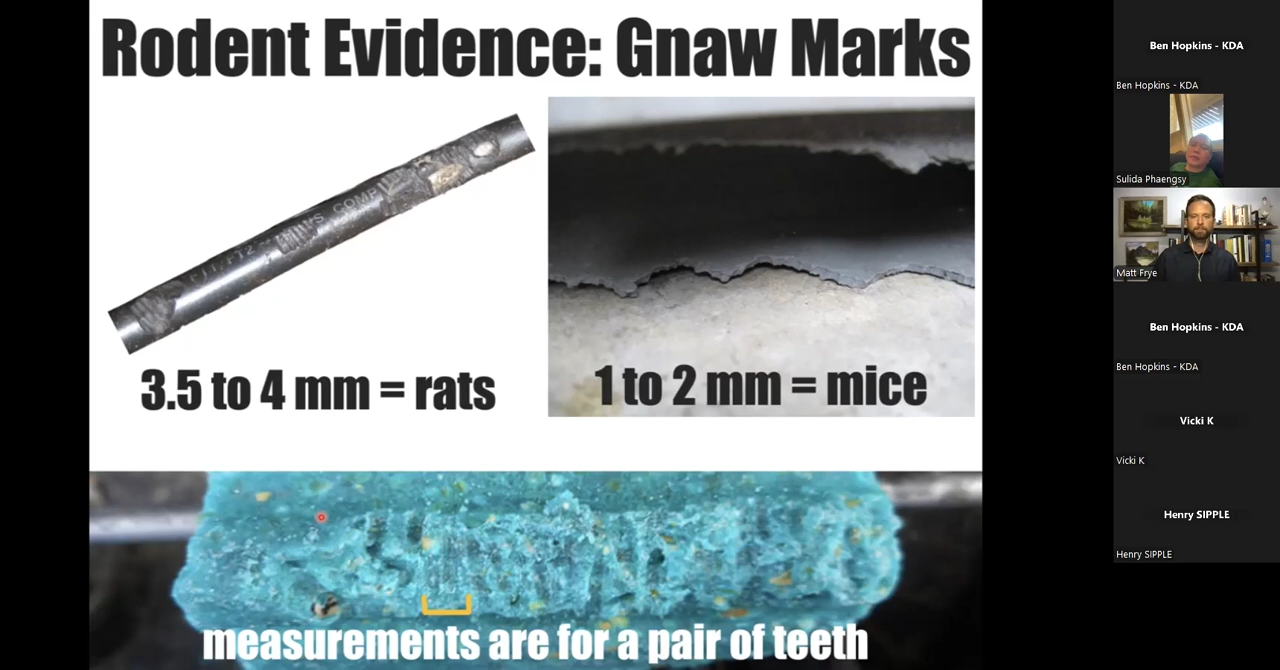 Rodent Evidence: Gnaw Marks
3.5 to 4 mm = rats
1 to 2 mm = mice
measurements are for a pair of teeth
Ben Hopkins - KDA
Ben Hopkins - KDA
Sulida Phaengsy
Matt Frye
Ben Hopkins - KDA
Ben Hopkins - KDA
Vicki K
Vicki K
Henry SIPPLE
Henry SIPPLE